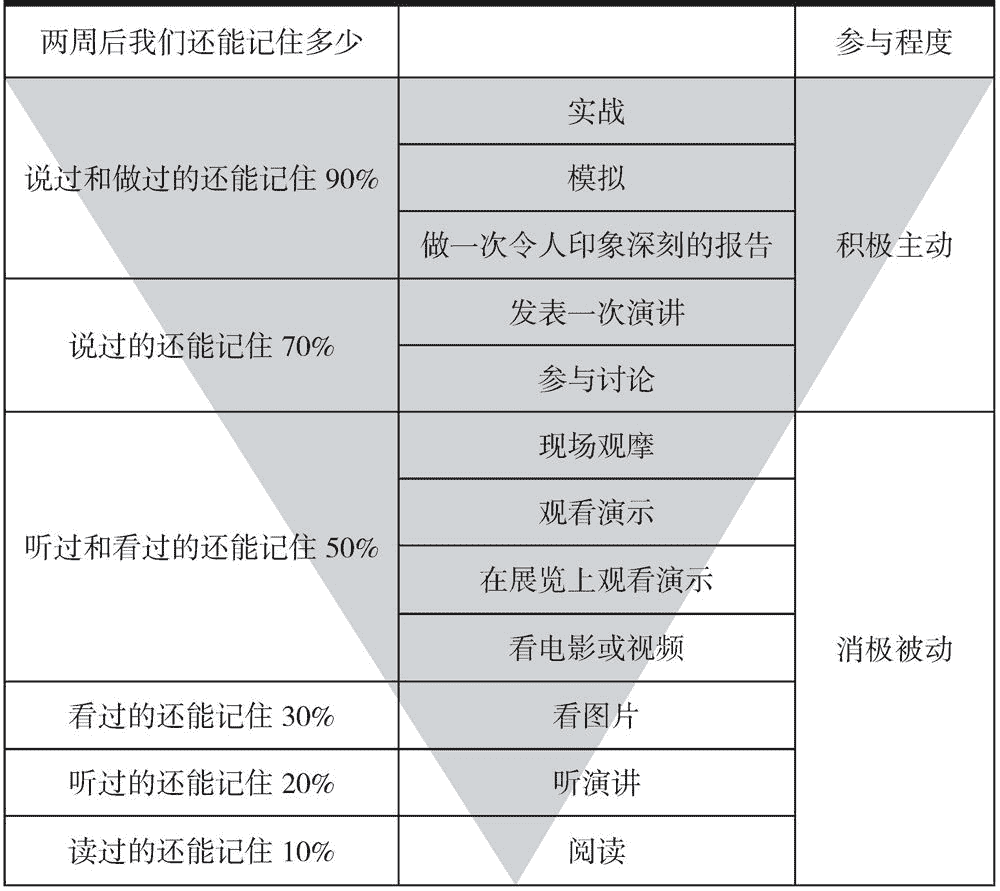 两周后我们还能记住多少
参与程度
说过和做过的还能记住 90%
实战
模拟
做一次令人印象深刻的报告
积极主动
说过的还能记住 70%
发表一次演讲
参与讨论
听过和看过的还能记住 50%
现场观摩
观看演示
在展览上观看演示
看电影或视频
消极被动
看过的还能记住 30%
看图片
听过的还能记住 20%
听演讲
读过的还能记住 10%
阅读